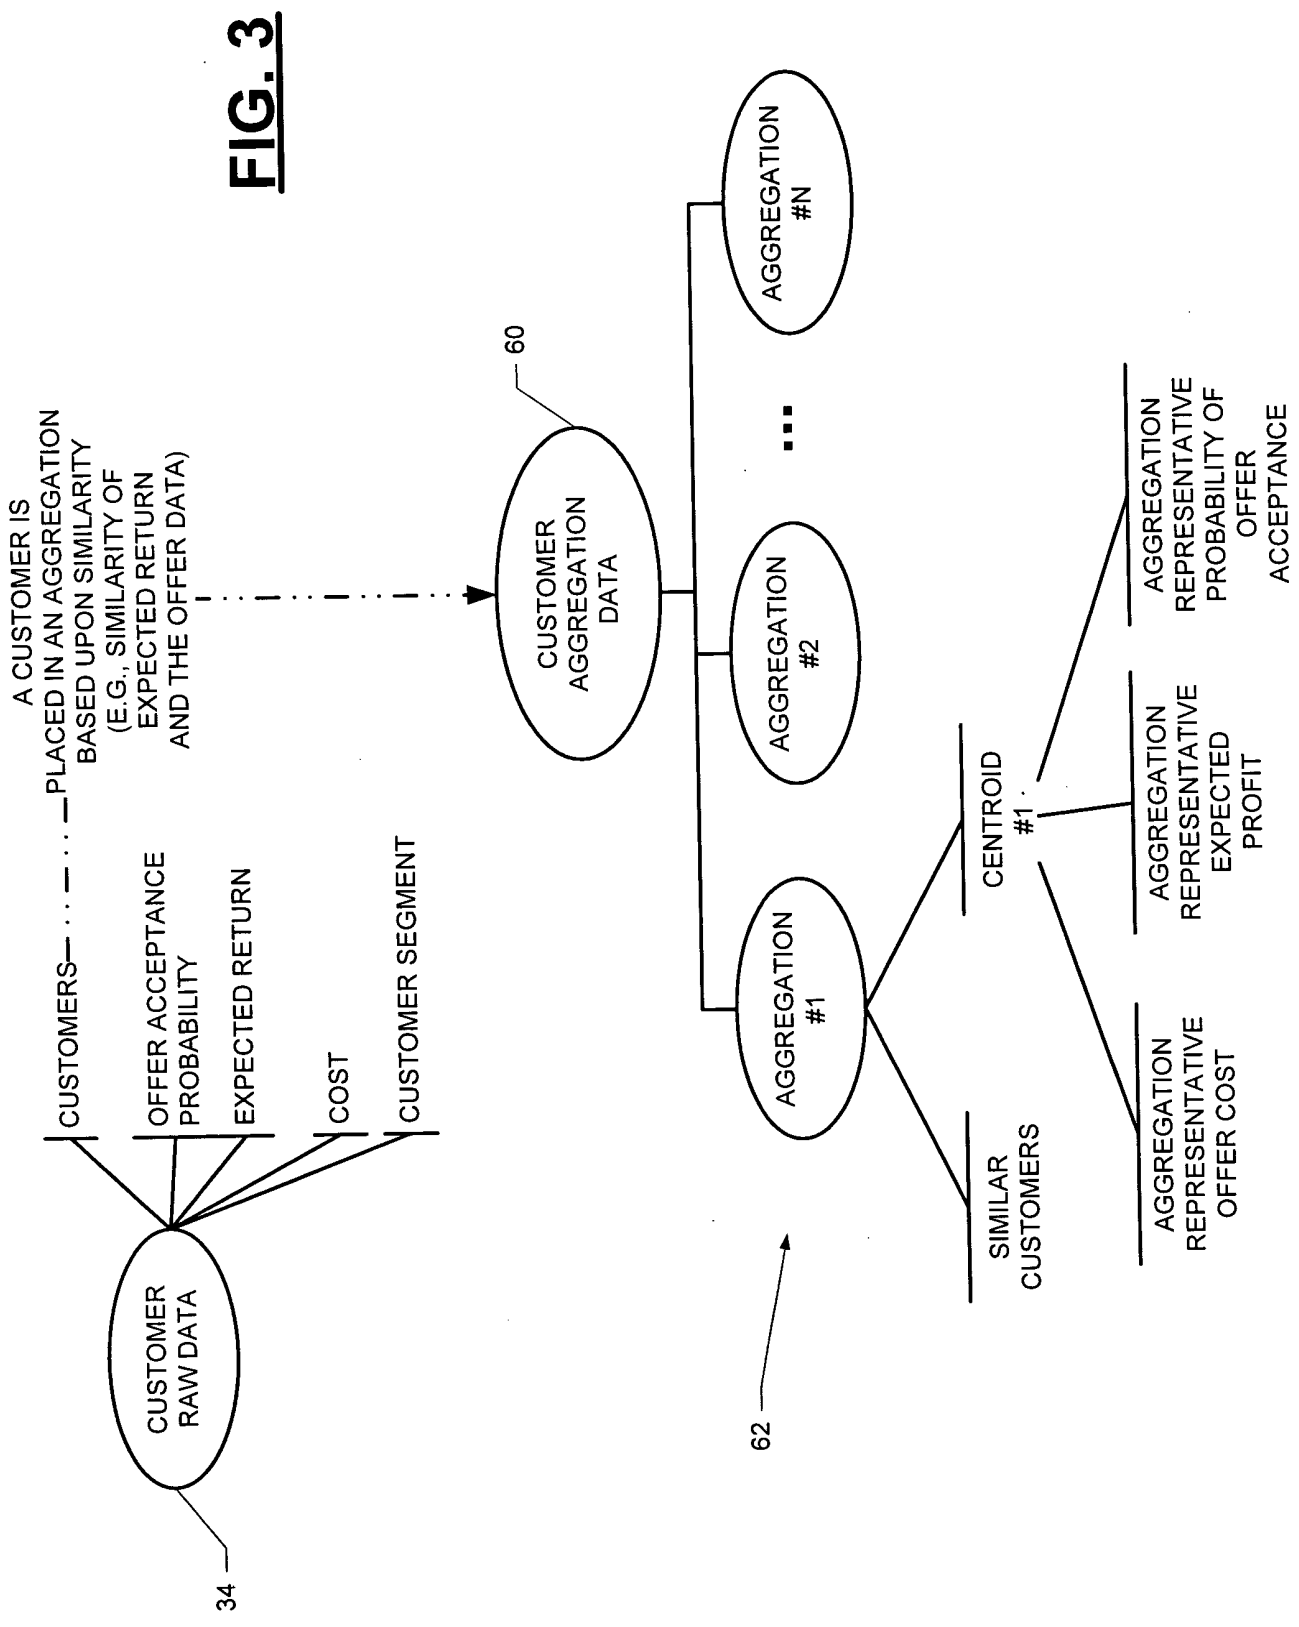 FIG. 3
34
CUSTOMER
RAW DATA
CUSTOMERS
OFFER ACCEPTANCE
PROBABILITY
EXPECTED RETURN
COST
CUSTOMER SEGMENT
A CUSTOMER IS
PLACED IN AN AGGREGATION
BASED UPON SIMILARITY
(E.G., SIMILARITY OF
EXPECTED RETURN
AND THE OFFER DATA)
60
CUSTOMER
AGGREGATION
DATA
62
AGGREGATION
#1
AGGREGATION
#2
...
AGGREGATION
#N
SIMILAR
CUSTOMERS
CENTROID
#1
AGGREGATION
REPRESENTATIVE
OFFER COST
AGGREGATION
REPRESENTATIVE
EXPECTED
PROFIT
AGGREGATION
REPRESENTATIVE
PROBABILITY OF
OFFER
ACCEPTANCE